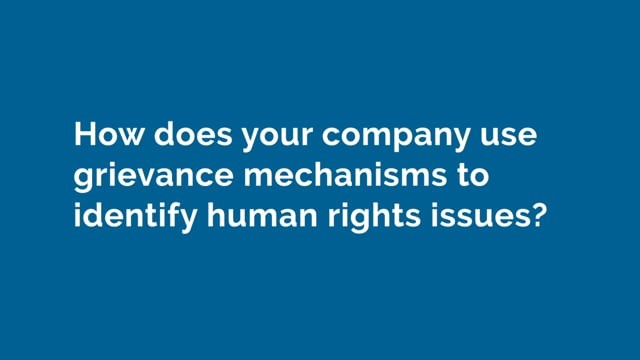 How does your company use
grievance mechanisms to
identify human rights issues?